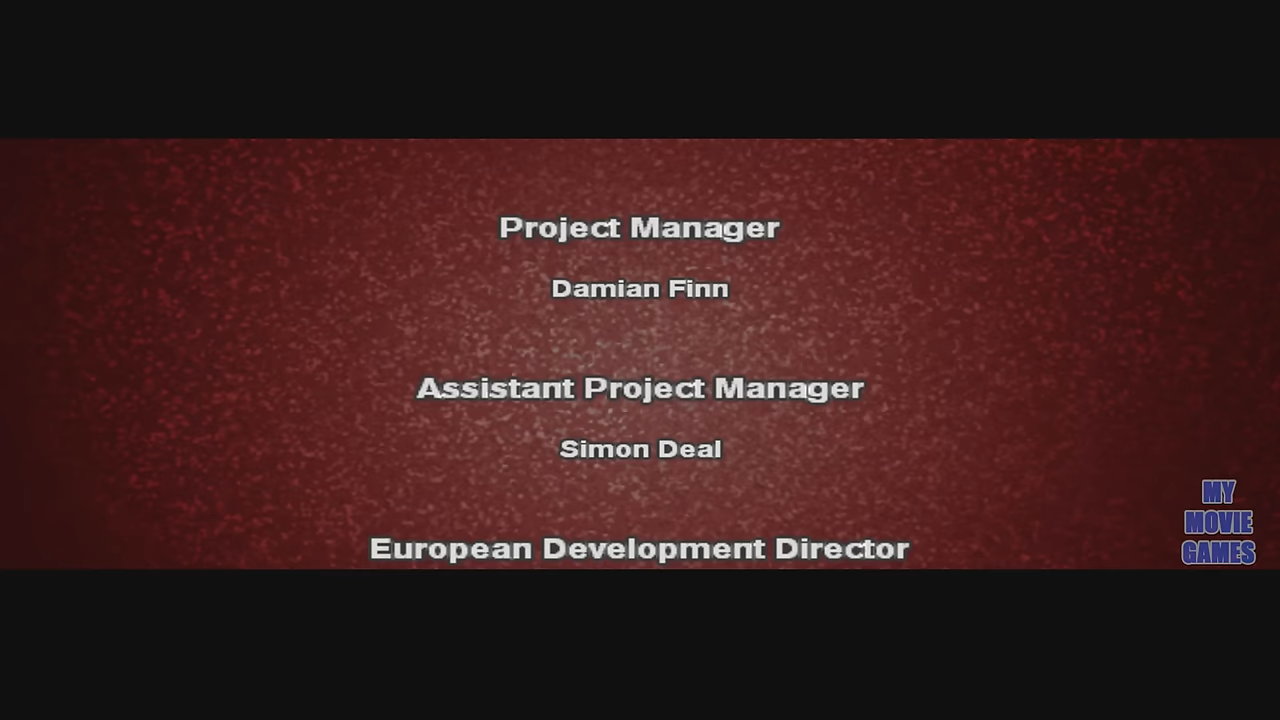 Project Manager
Damian Finn
Assistant Project Manager
Simon Deal
European Development Director
MY
MOVIE
GAMES